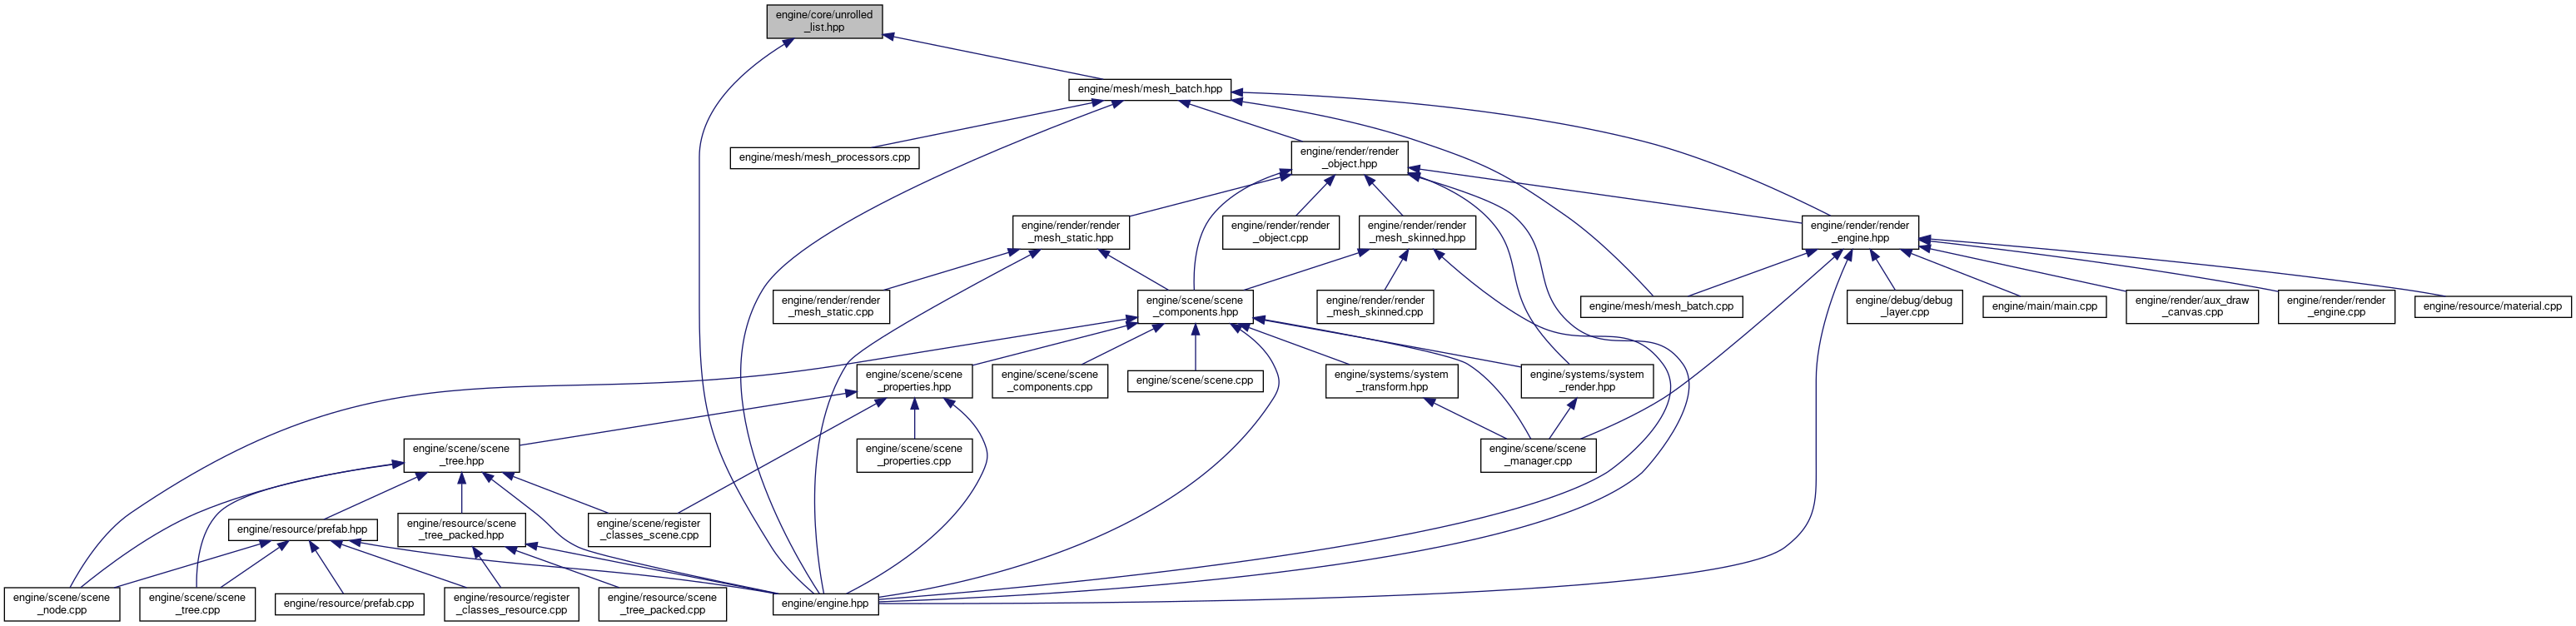 engine/core/unrolled
_list.hpp
engine/mesh/mesh_batch.hpp
engine/mesh/mesh_processors.cpp
engine/render/render
_object.hpp
engine/render/render
_mesh_static.hpp
engine/render/render
_object.cpp
engine/render/render
_mesh_skinned.hpp
engine/render/render
_engine.hpp
engine/render/render
_mesh_static.cpp
engine/scene/scene
_components.hpp
engine/render/render
_mesh_skinned.cpp
engine/mesh/mesh_batch.cpp
engine/debug/debug
_layer.cpp
engine/main/main.cpp
engine/render/aux_draw
_canvas.cpp
engine/render/render
_engine.cpp
engine/resource/material.cpp
engine/scene/scene
_properties.hpp
engine/scene/scene
_components.cpp
engine/scene/scene.cpp
engine/systems/system
_transform.hpp
engine/systems/system
_render.hpp
engine/scene/scene
_tree.hpp
engine/scene/scene
_properties.cpp
engine/scene/scene
_manager.cpp
engine/resource/prefab.hpp
engine/resource/scene
_tree_packed.hpp
engine/scene/register
_classes_scene.cpp
engine/scene/scene
_node.cpp
engine/scene/scene
_tree.cpp
engine/resource/prefab.cpp
engine/resource/register
_classes_resource.cpp
engine/resource/scene
_tree_packed.cpp
engine/engine.hpp